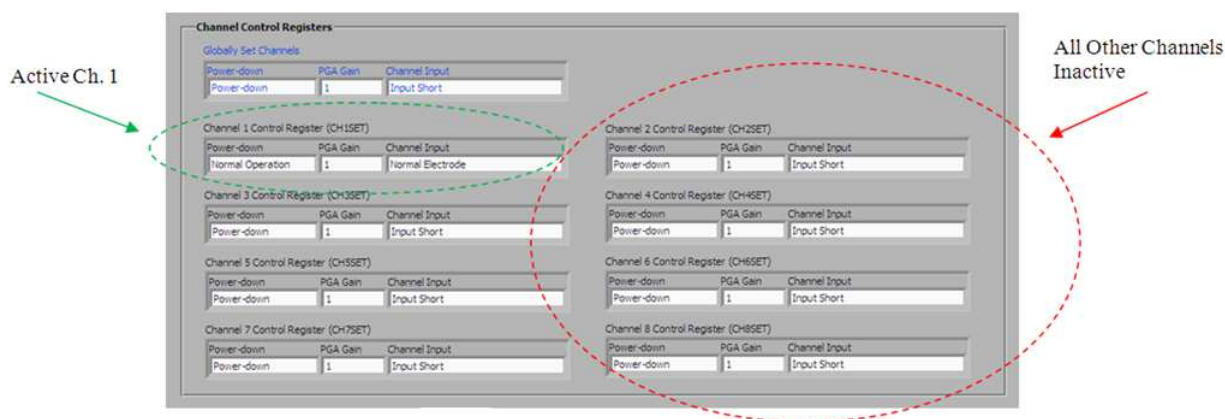 Channel Control Registers
Globally Set Channels
Power-down PGA Gain Channel Input
Power-down 1 Input Short
Active Ch. 1
All Other Channels
Inactive
Channel 1 Control Register (CH1SET)
Power-down PGA Gain Channel Input
Normal Operation 1 Normal Electrode
Channel 2 Control Register (CH2SET)
Power-down PGA Gain Channel Input
Power-down 1 Input Short
Channel 3 Control Register (CH3SET)
Power-down PGA Gain Channel Input
Power-down 1 Input Short
Channel 4 Control Register (CH4SET)
Power-down PGA Gain Channel Input
Power-down 1 Input Short
Channel 5 Control Register (CH5SET)
Power-down PGA Gain Channel Input
Power-down 1 Input Short
Channel 6 Control Register (CH6SET)
Power-down PGA Gain Channel Input
Power-down 1 Input Short
Channel 7 Control Register (CH7SET)
Power-down PGA Gain Channel Input
Power-down 1 Input Short
Channel 8 Control Register (CH8SET)
Power-down PGA Gain Channel Input
Power-down 1 Input Short